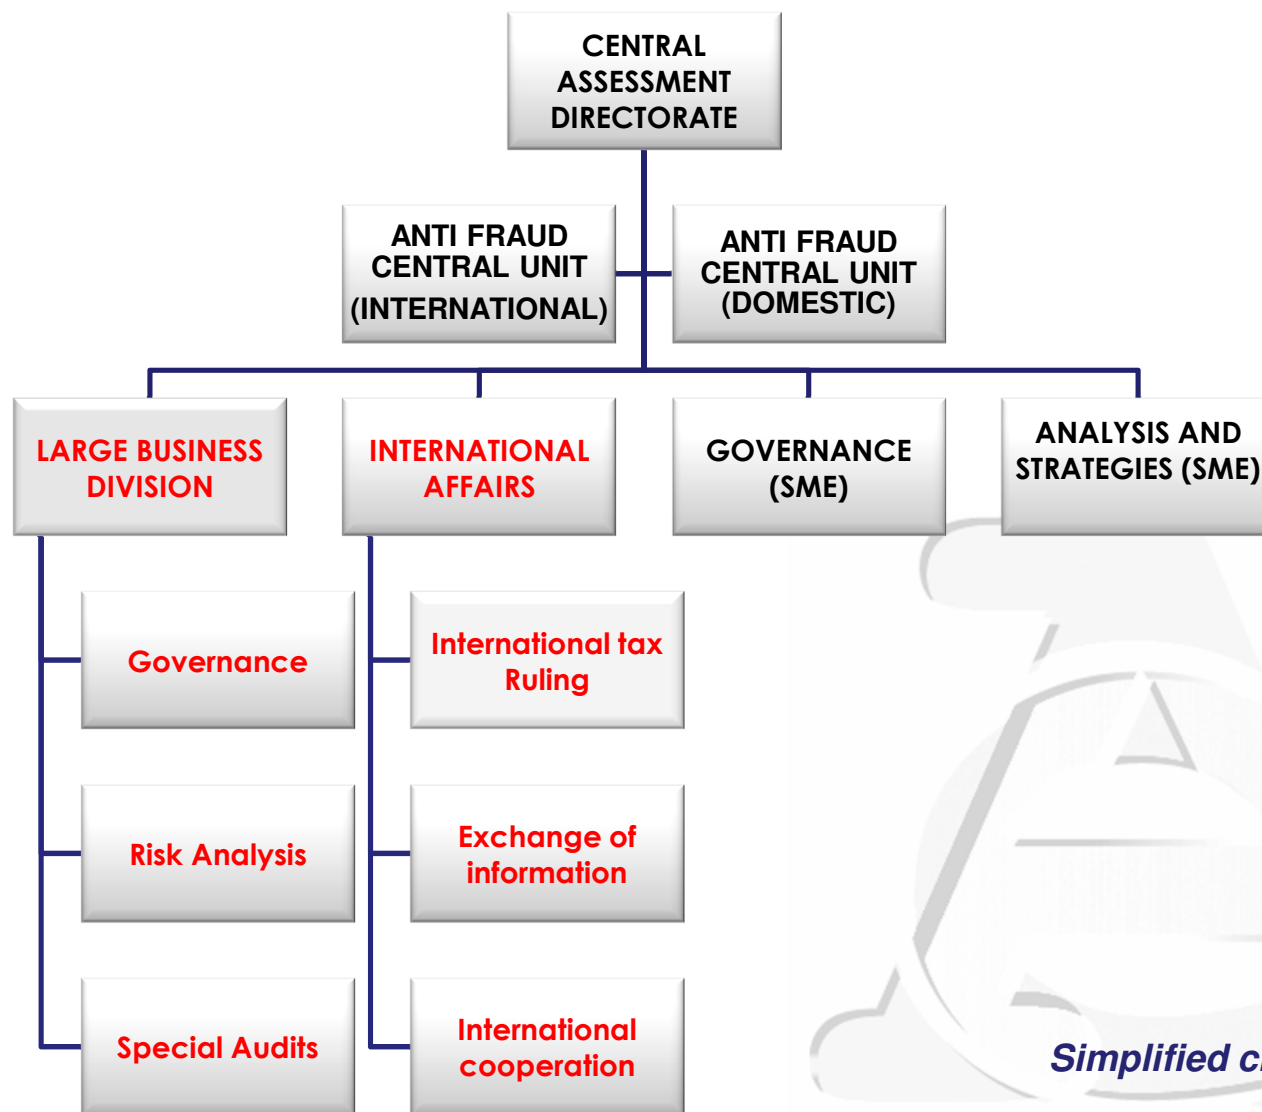 CENTRAL
ASSESSMENT
DIRECTORATE
ANTI FRAUD
CENTRAL UNIT
(INTERNATIONAL)
ANTI FRAUD
CENTRAL UNIT
(DOMESTIC)
LARGE BUSINESS
DIVISION
INTERNATIONAL
AFFAIRS
GOVERNANCE
(SME)
ANALYSIS AND
STRATEGIES (SME)
Governance
International tax
Ruling
Risk Analysis
Exchange of
information
Special Audits
International
cooperation
Simplified